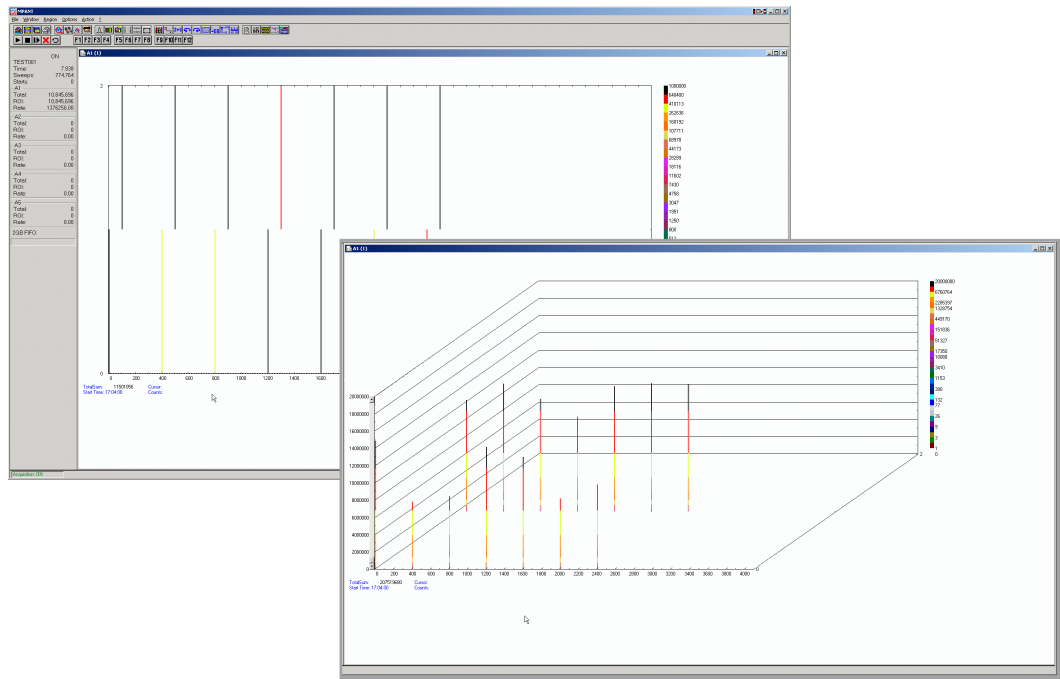 MPANT
File Window Region Options Action ?
F1 F2 F3 F4 F5 F6 F7 F8 F9 F10 F11 F12
ON
TEST001
Time: 7.938
Sweeps: 774,764
Starts: 0
A1
Total: 10,845,696
ROI: 10,845,696
Rate: 1376256.00
A2
Total: 0
ROI: 0
Rate: 0.00
A3
Total: 0
ROI: 0
Rate: 0.00
A4
Total: 0
ROI: 0
Rate: 0.00
A5
Total: 0
ROI: 0
Rate: 0.00
2GB FIFO:
Acquisition: ON
A1 (1)
2
0
0 200 400 600 800 1000 1200 1400 1600
TotalSum: 11501056 Cursor:
Start Time: 17:04:00 Counts:
1000000
640400
410113
262636
168192
107711
68978
44173
28289
18116
11602
7430
4758
3047
1951
1250
800
A1 (1)
20000000
18000000
16000000
14000000
12000000
10000000
8000000
6000000
4000000
2000000
0
0 200 400 600 800 1000 1200 1400 1600 1800 2000 2200 2400 2600 2800 3000 3200 3400 3600 3800 4000
0
2
TotalSum: 207519680 Cursor:
Start Time: 17:04:00 Counts:
20000000
6760764
2285397
1328754
449170
151836
51327
17350
10088
3410
1153
390
132
77
26
9
3
1
0